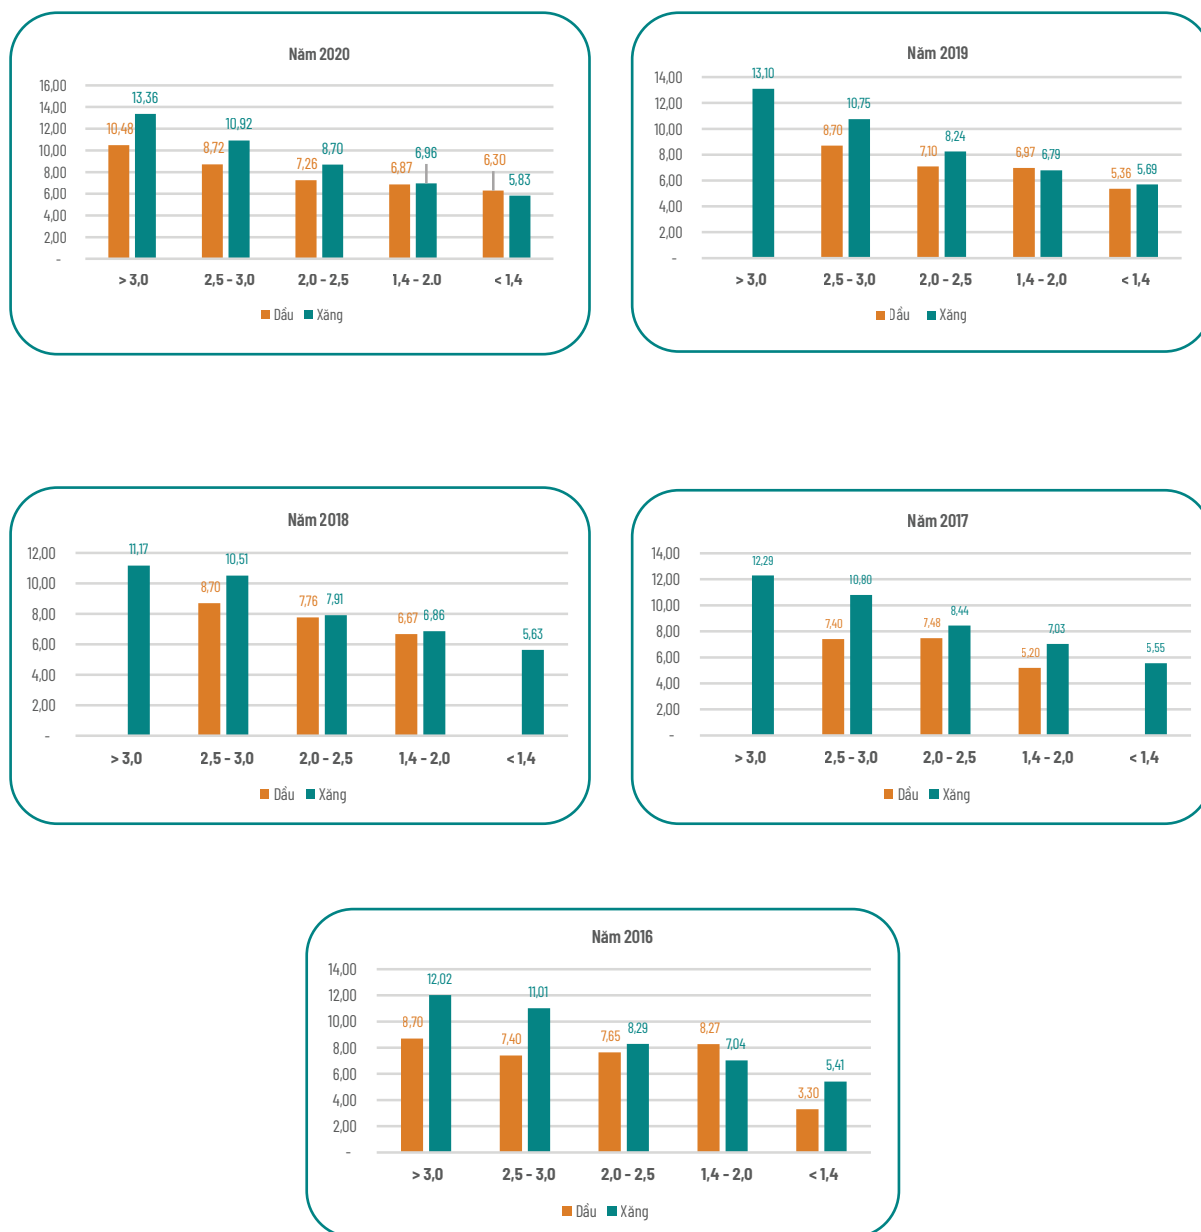 Năm 2020
16,00
14,00
12,00
10,00
8,00
6,00
4,00
2,00
-
10,48 13,36 8,72 10,92 7,26 8,70 6,87 6,96 6,30 5,83
> 3,0 2,5 - 3,0 2,0 - 2,5 1,4 - 2.0 < 1,4
Dầu Xăng
Năm 2019
14,00
12,00
10,00
8,00
6,00
4,00
2,00
-
13,10 8,70 10,75 7,10 8,24 6,97 6,79 5,36 5,69
> 3,0 2,5 - 3,0 2,0 - 2,5 1,4 - 2,0 < 1,4
Dầu Xăng
Năm 2018
12,00
10,00
8,00
6,00
4,00
2,00
-
11,17 8,70 10,51 7,76 7,91 6,67 6,86 5,63
> 3,0 2,5 - 3,0 2,0 - 2,5 1,4 - 2,0 < 1,4
Dầu Xăng
Năm 2017
14,00
12,00
10,00
8,00
6,00
4,00
2,00
-
12,29 7,40 10,80 7,48 8,44 5,20 7,03 5,55
> 3,0 2,5 - 3,0 2,0 - 2,5 1,4 - 2,0 < 1,4
Dầu Xăng
Năm 2016
14,00
12,00
10,00
8,00
6,00
4,00
2,00
-
8,70 12,02 7,40 11,01 7,65 8,29 8,27 7,04 3,30 5,41
> 3,0 2,5 - 3,0 2,0 - 2,5 1,4 - 2,0 < 1,4
Dầu Xăng